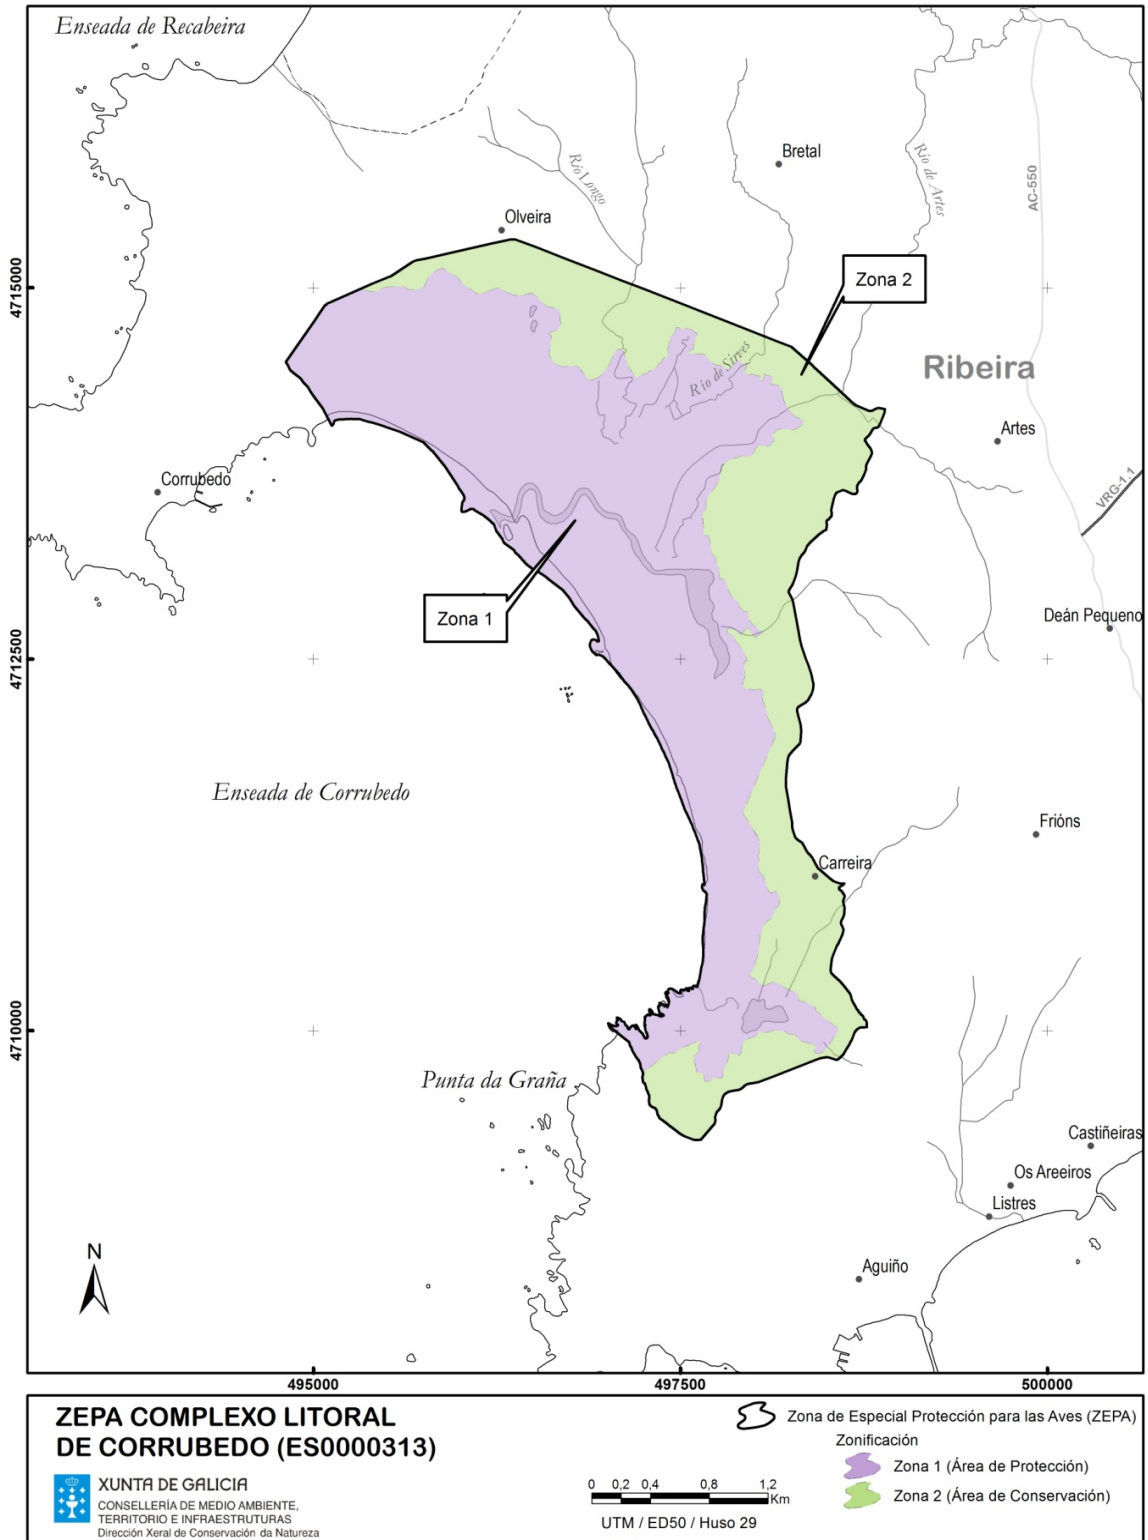 Enseada de Recabeira
Bretal
Río Longo
Río de Artes
AC-550
Olveira
4715000
Zona 2
Ribeira
Río de Sirves
Artes
Corrubedo
VRG-1.1
Zona 1
Deán Pequeno
4712500
Enseada de Corrubedo
Frións
Carreira
4710000
Punta da Graña
Castiñeiras
Os Areeiros
Listres
N
Aguiño
495000
497500
500000
ZEPA COMPLEXO LITORAL
DE CORRUBEDO (ES0000313)
XUNTA DE GALICIA
CONSELLERÍA DE MEDIO AMBIENTE,
TERRITORIO E INFRAESTRUTURAS
Dirección Xeral de Conservación da Natureza
0 0,2 0,4 0,8 1,2
Km
UTM / ED50 / Huso 29
Zona de Especial Protección para las Aves (ZEPA)
Zonificación
Zona 1 (Área de Protección)
Zona 2 (Área de Conservación)